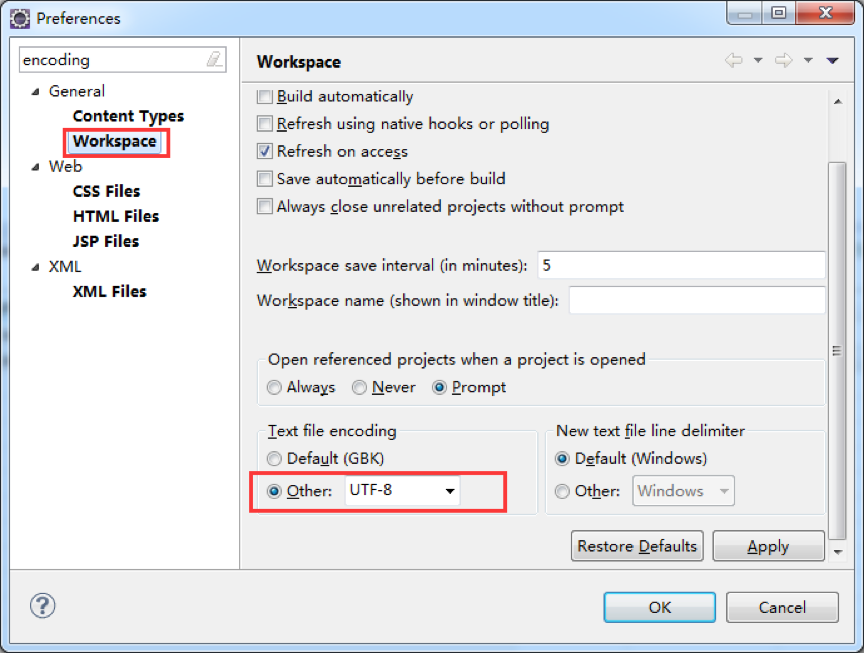 Preferences
encoding
General
Content Types
Workspace
Web
CSS Files
HTML Files
JSP Files
XML
XML Files
Workspace
Build automatically
Refresh using native hooks or polling
Refresh on access
Save automatically before build
Always close unrelated projects without prompt
Workspace save interval (in minutes): 5
Workspace name (shown in window title):
Open referenced projects when a project is opened
Always Never Prompt
Text file encoding
Default (GBK)
Other: UTF-8
New text file line delimiter
Default (Windows)
Other: Windows
Restore Defaults Apply
? OK Cancel